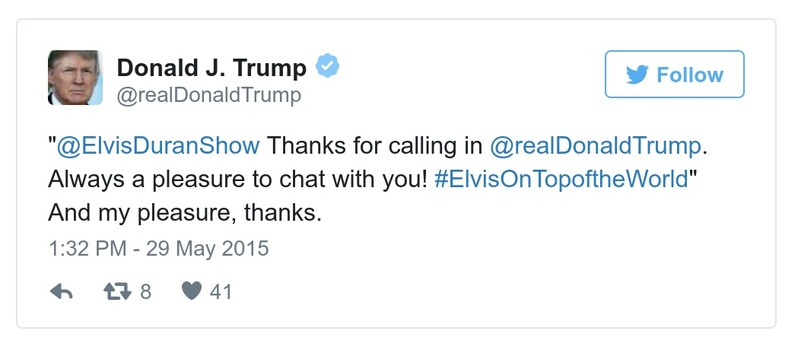 Donald J. Trump
@realDonaldTrump
Follow
"@ElvisDuranShow Thanks for calling in @realDonaldTrump.
Always a pleasure to chat with you! #ElvisOnTopoftheWorld"
And my pleasure, thanks.
1:32 PM - 29 May 2015
8
41